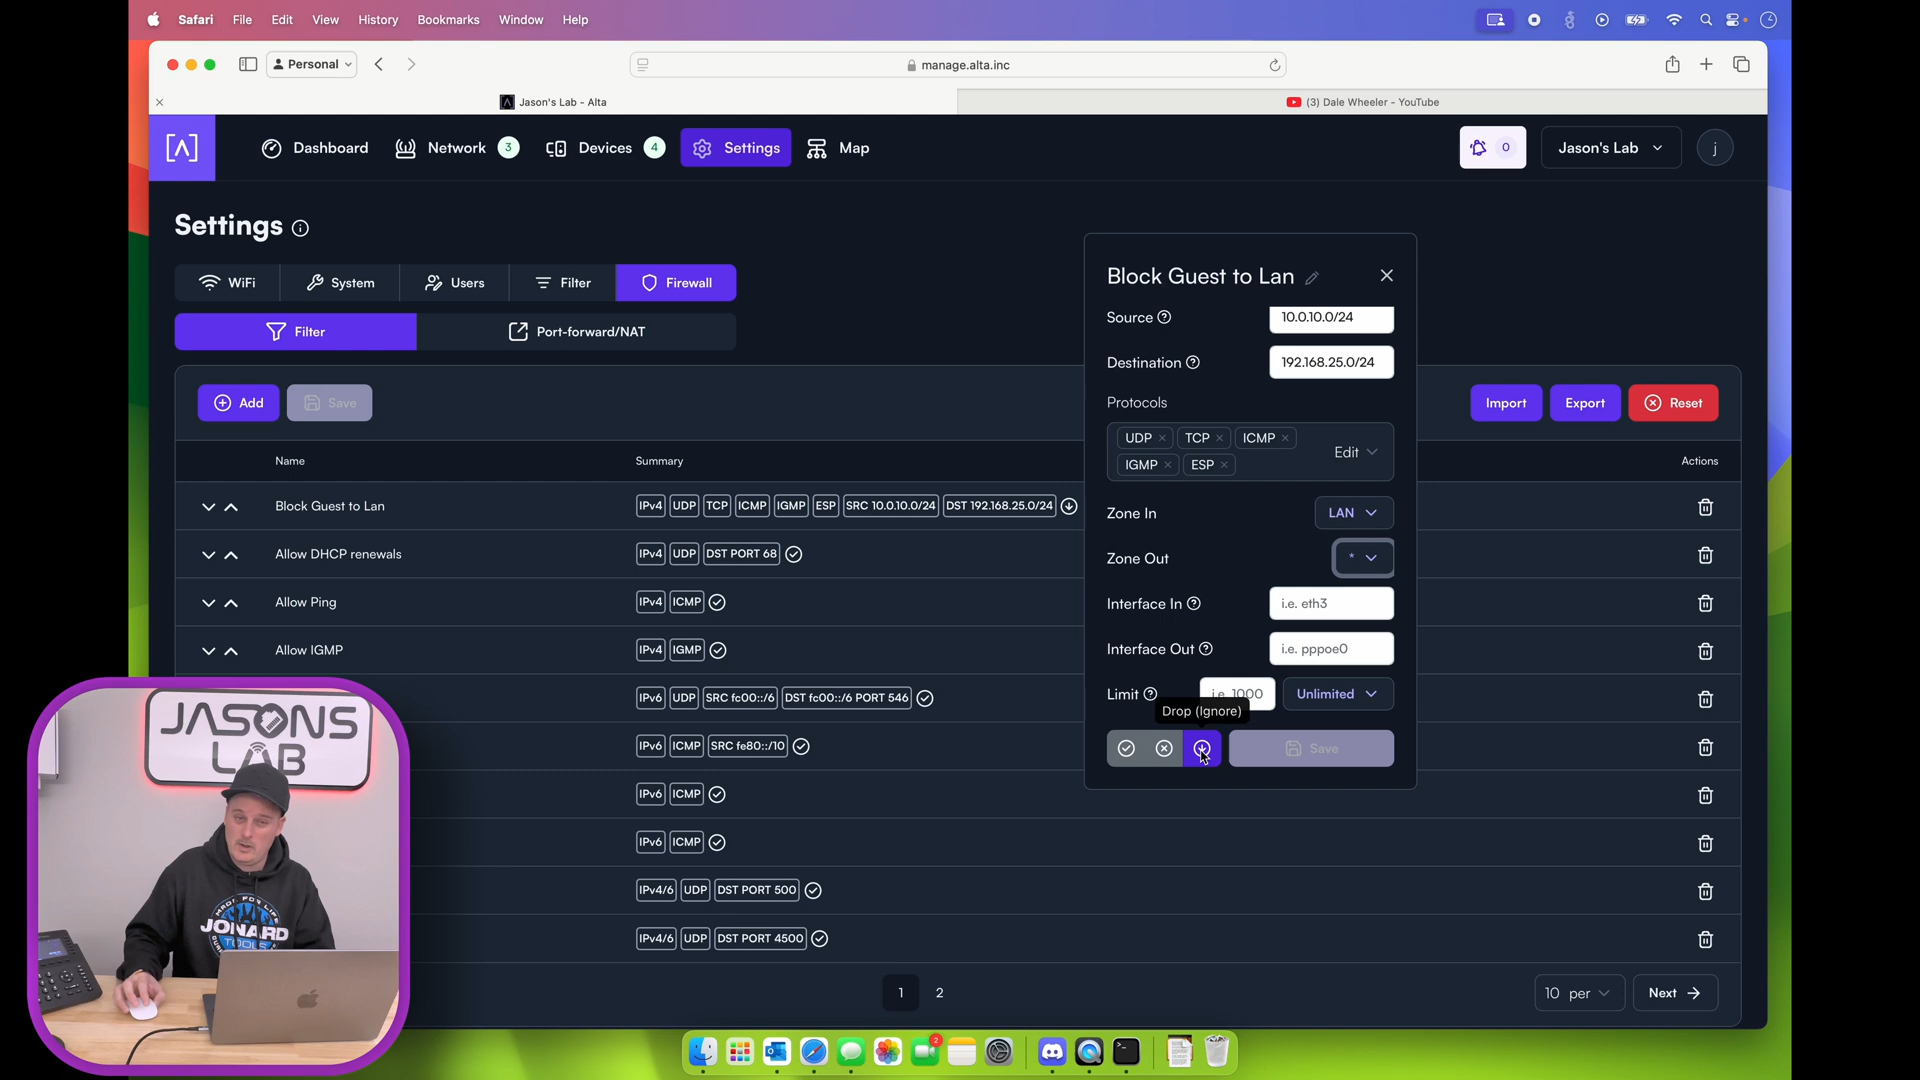 Safari File Edit View History Bookmarks Window Help
Personal
manage.alta.inc
Jason's Lab - Alta
(3) Dale Wheeler - YouTube
Dashboard Network 3 Devices 4 Settings Map
0 Jason's Lab j
Settings
WiFi System Users Filter Firewall
Filter Port-forward/NAT
Add Save
Import Export Reset
Name Summary Actions
Block Guest to Lan IPv4 UDP TCP ICMP IGMP ESP SRC 10.0.10.0/24 DST 192.168.25.0/24
Allow DHCP renewals IPv4 UDP DST PORT 68
Allow Ping IPv4 ICMP
Allow IGMP IPv4 IGMP
IPv6 UDP SRC fc00::/6 DST fc00::/6 PORT 546
IPv6 ICMP SRC fe80::/10
IPv6 ICMP
IPv6 ICMP
IPv4/6 UDP DST PORT 500
IPv4/6 UDP DST PORT 4500
1 2
10 per Next
Block Guest to Lan
Source 10.0.10.0/24
Destination 192.168.25.0/24
Protocols
UDP TCP ICMP
IGMP ESP
Edit
Zone In LAN
Zone Out *
Interface In i.e. eth3
Interface Out i.e. pppoe0
Limit i.e. 1000 Unlimited
Drop (Ignore)
Save
JASONS
LAB
MADE FOR LIFE
JONARD
TOOLS
2